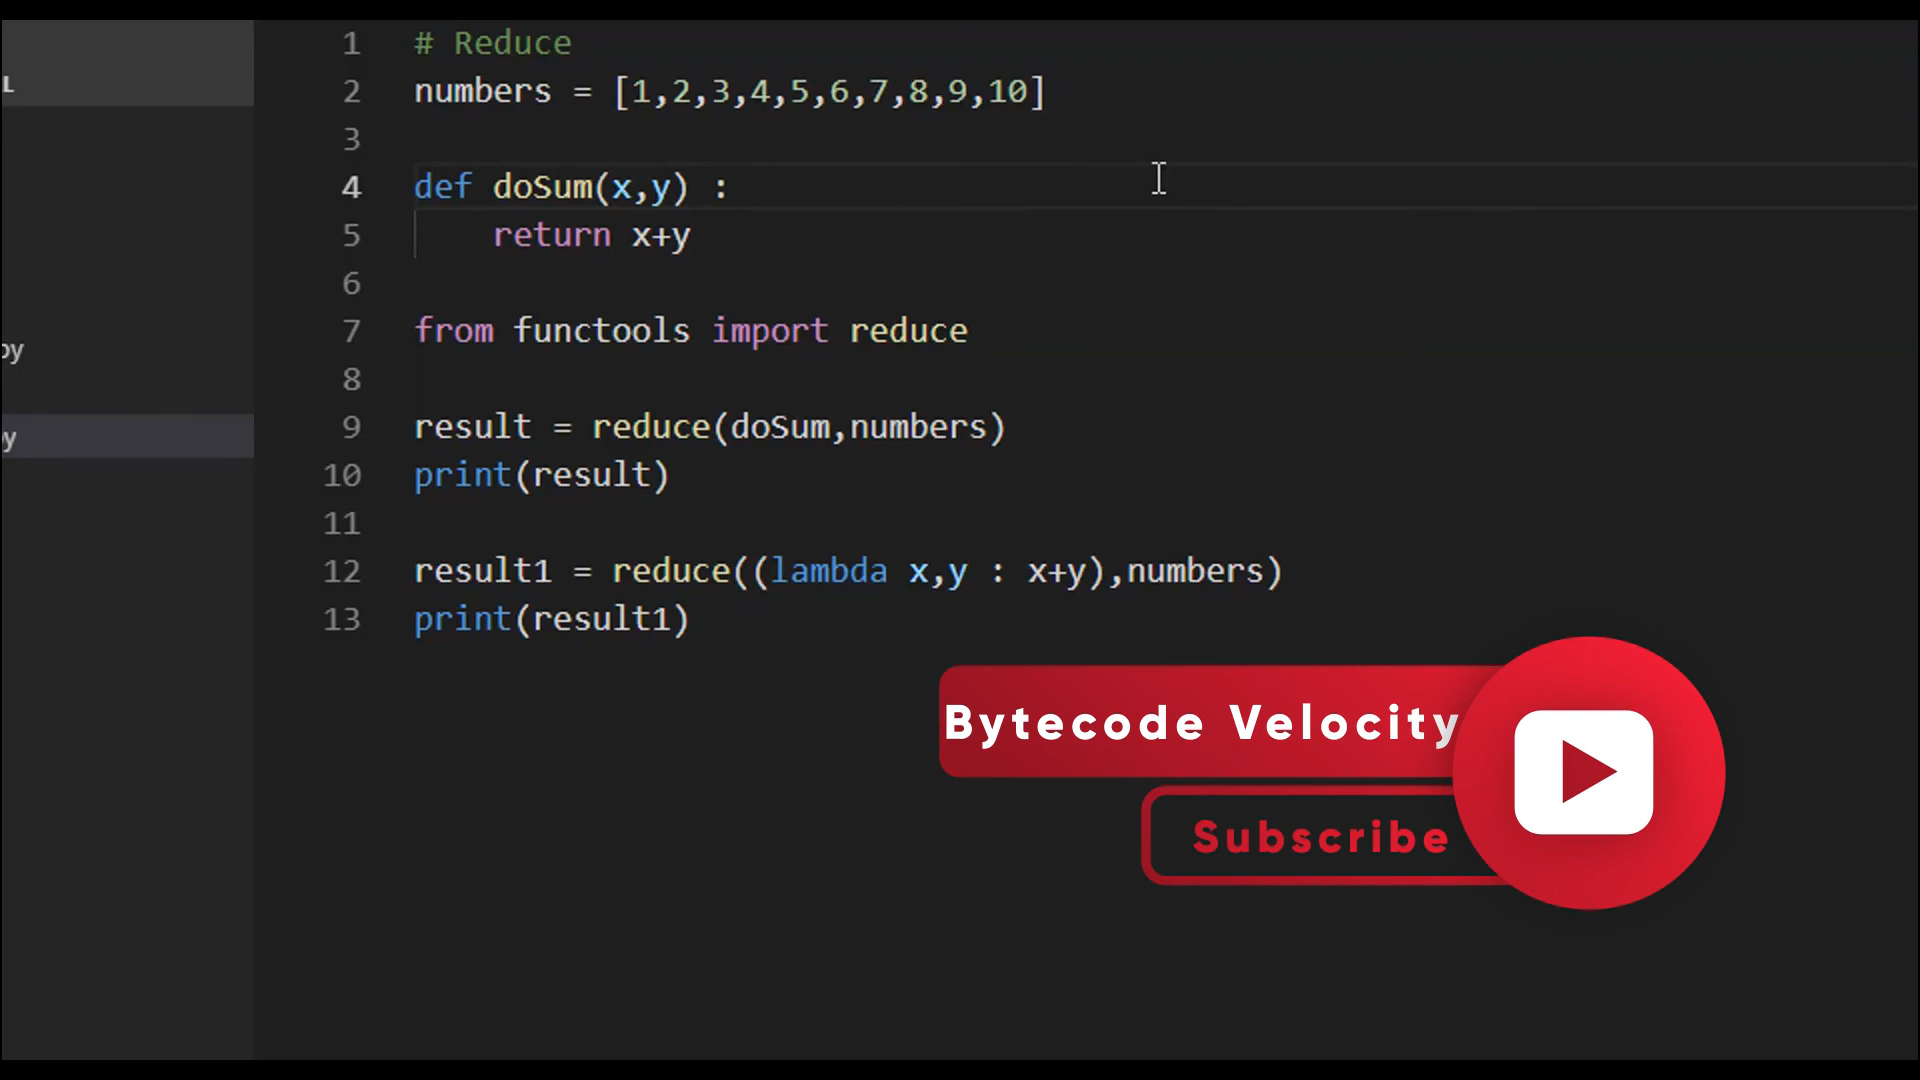 L
py
y
1 # Reduce
2 numbers = [1,2,3,4,5,6,7,8,9,10]
3
4 def doSum(x,y) :
5     return x+y
6
7 from functools import reduce
8
9 result = reduce(doSum,numbers)
10 print(result)
11
12 result1 = reduce((lambda x,y : x+y),numbers)
13 print(result1)
Bytecode Velocity
Subscribe